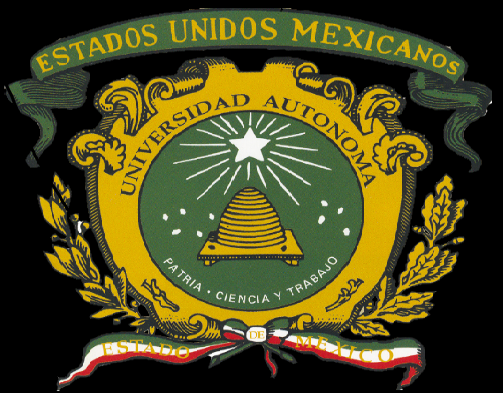 ESTADOS UNIDOS MEXICANOS
UNIVERSIDAD AUTONOMA
PATRIA • CIENCIA Y TRABAJO
ESTADO DE MEXICO